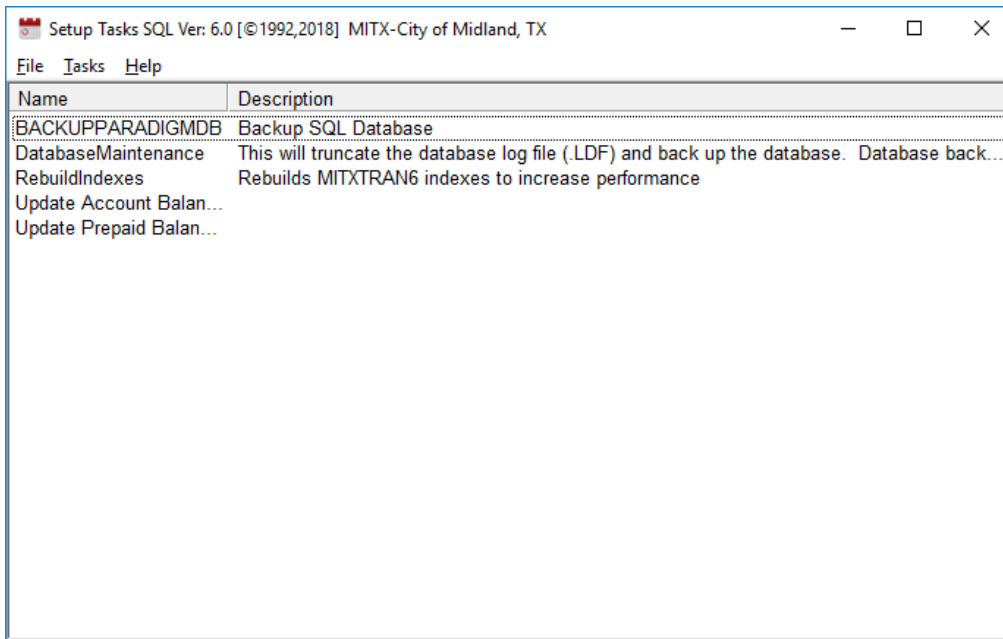 Setup Tasks SQL Ver: 6.0 [©1992,2018]  MITX-City of Midland, TX
File Tasks Help
Name Description
BACKUPPARADIGMDB Backup SQL Database
DatabaseMaintenance This will truncate the database log file (.LDF) and back up the database.  Database back...
RebuildIndexes Rebuilds MITXTRAN6 indexes to increase performance
Update Account Balan...
Update Prepaid Balan...